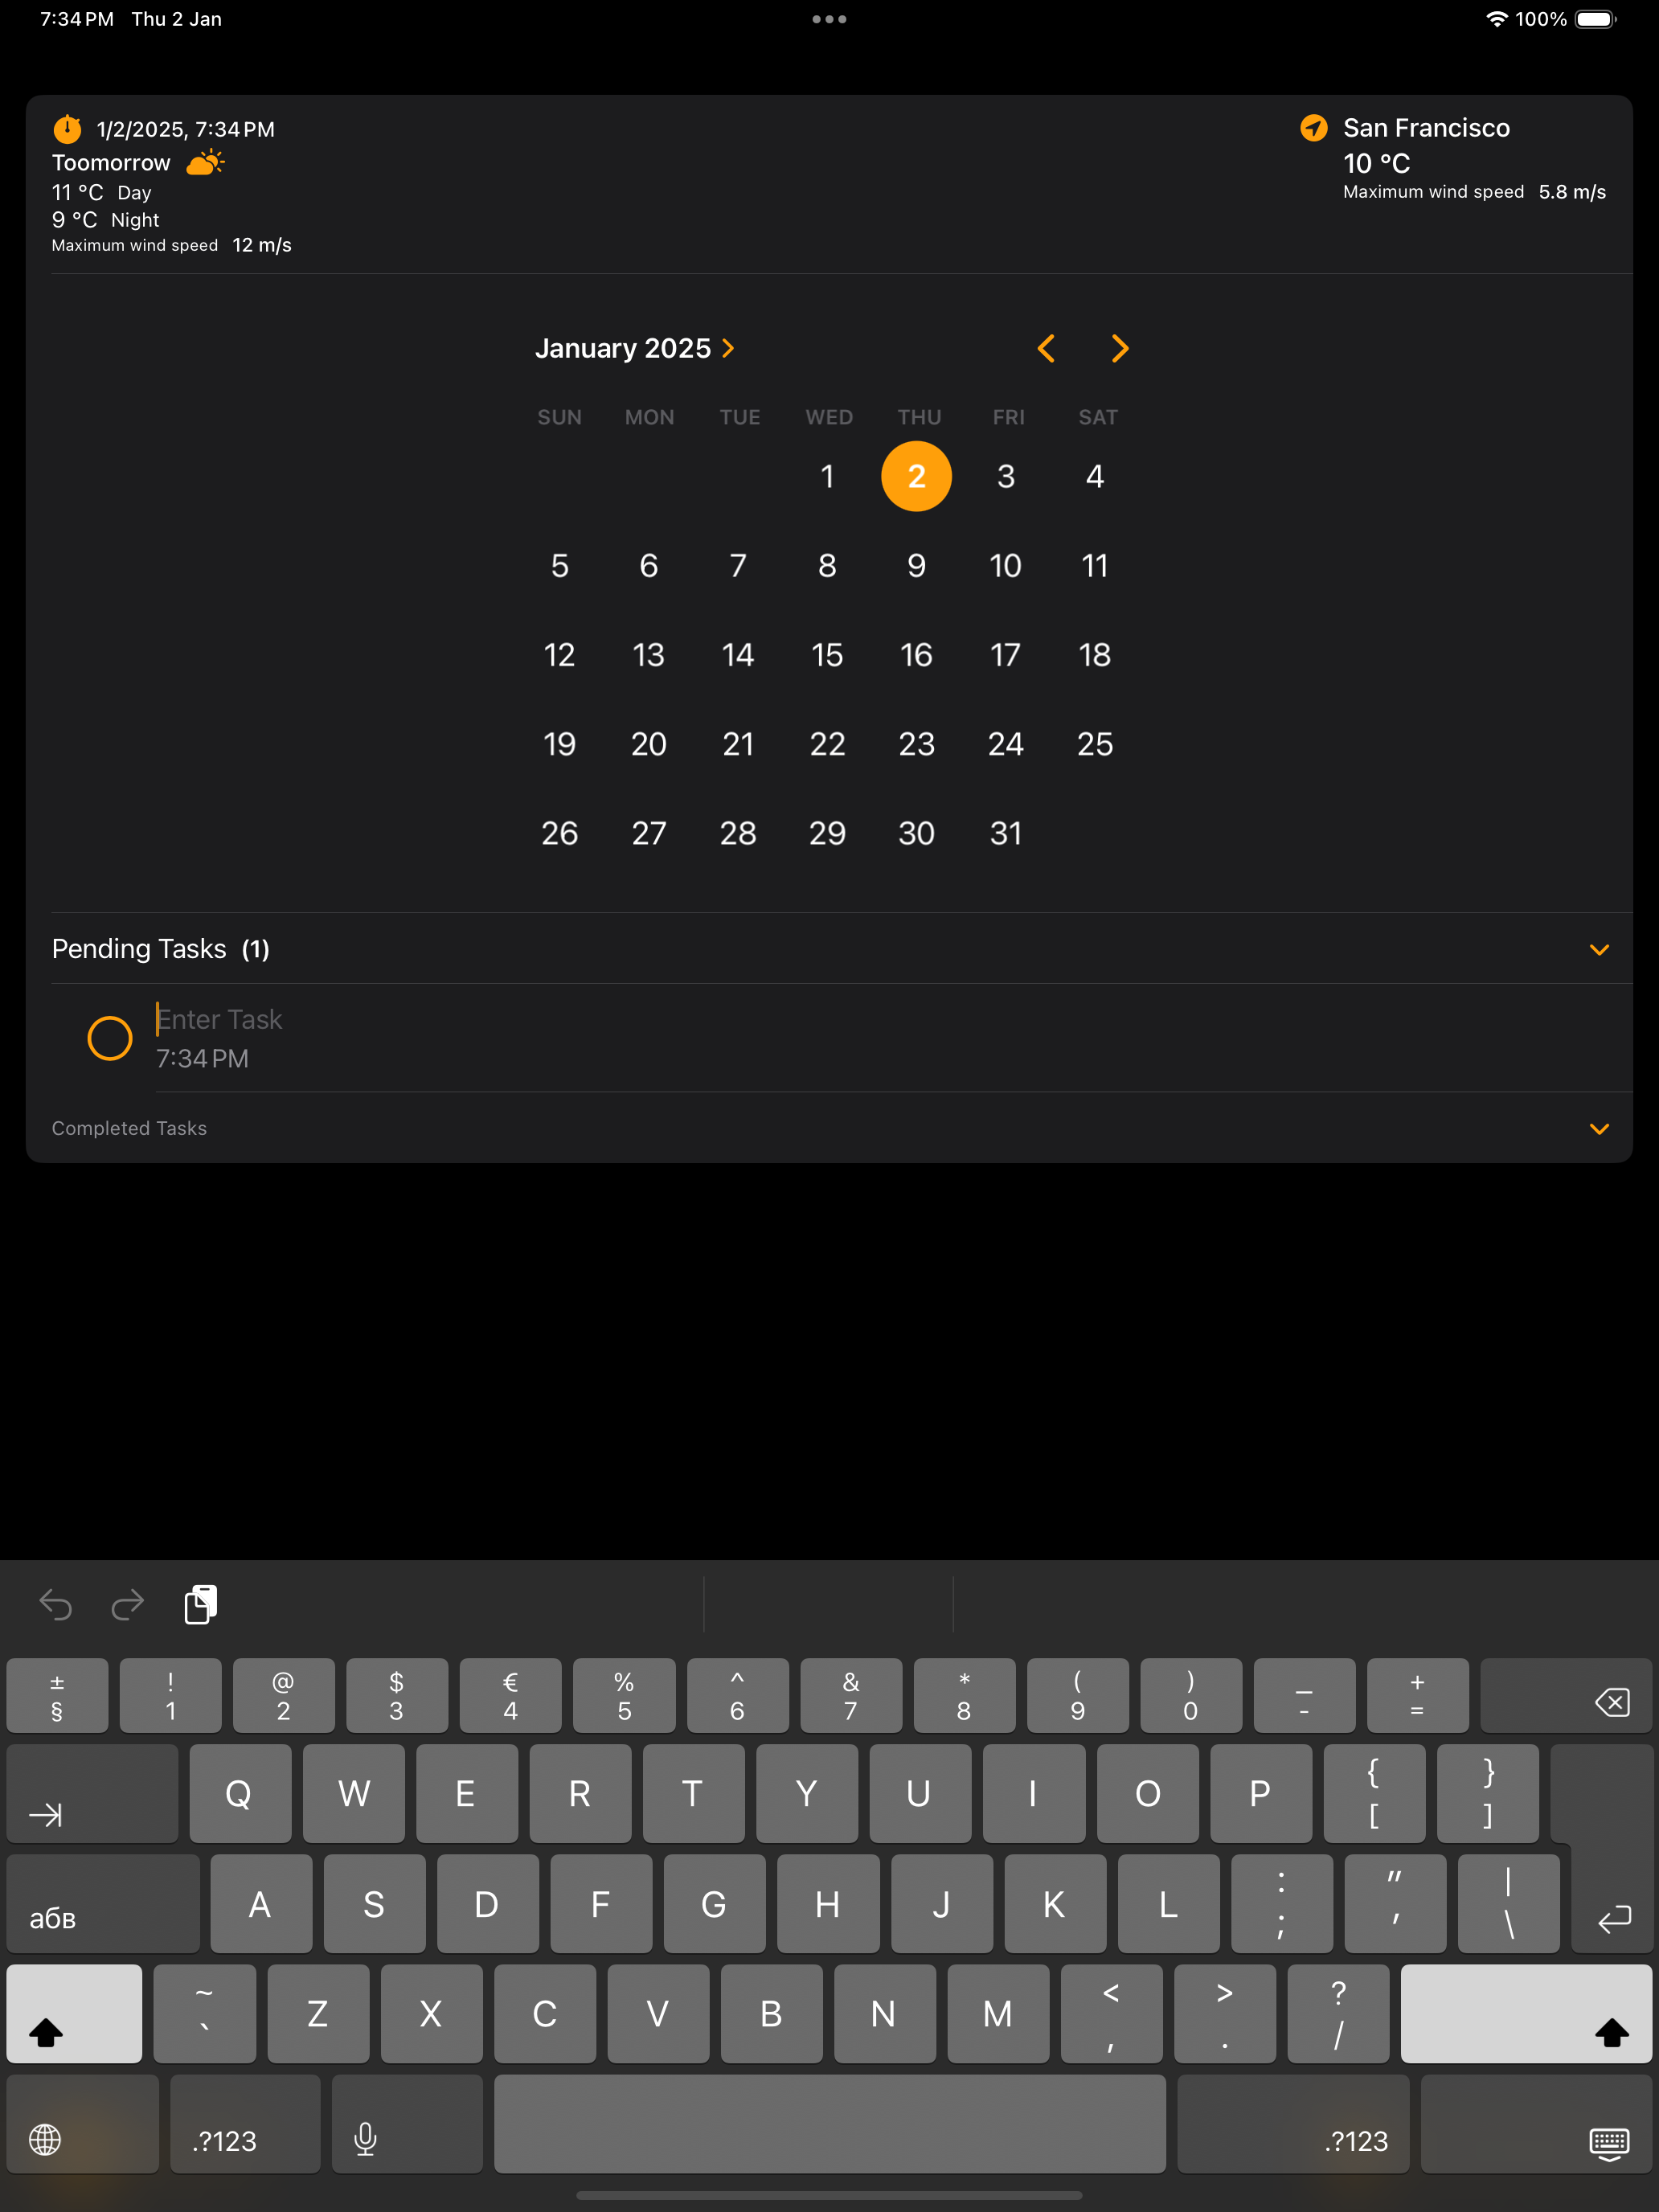 7:34 PM Thu 2 Jan
100%
1/2/2025, 7:34 PM
Toomorrow
11 °C Day
9 °C Night
Maximum wind speed 12 m/s
San Francisco
10 °C
Maximum wind speed 5.8 m/s
January 2025
SUN MON TUE WED THU FRI SAT
1 2 3 4
5 6 7 8 9 10 11
12 13 14 15 16 17 18
19 20 21 22 23 24 25
26 27 28 29 30 31
Pending Tasks (1)
Enter Task
7:34 PM
Completed Tasks
± ! @ $ € % ^ & * ( ) _ +
§ 1 2 3 4 5 6 7 8 9 0 - =
Q W E R T Y U I O P { }
[ ]
абв A S D F G H J K L : " |
; ' \
~ Z X C V B N M < > ?
` , . /
.?123 .?123